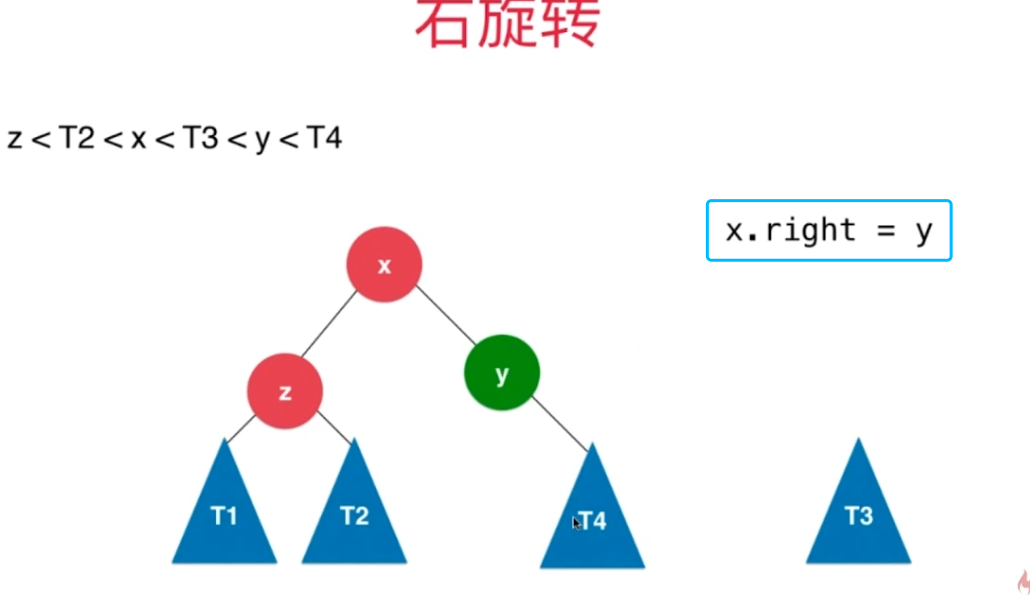 右旋转
z < T2 < x < T3 < y < T4
x.right = y
x
y
z
T1
T2
T4
T3